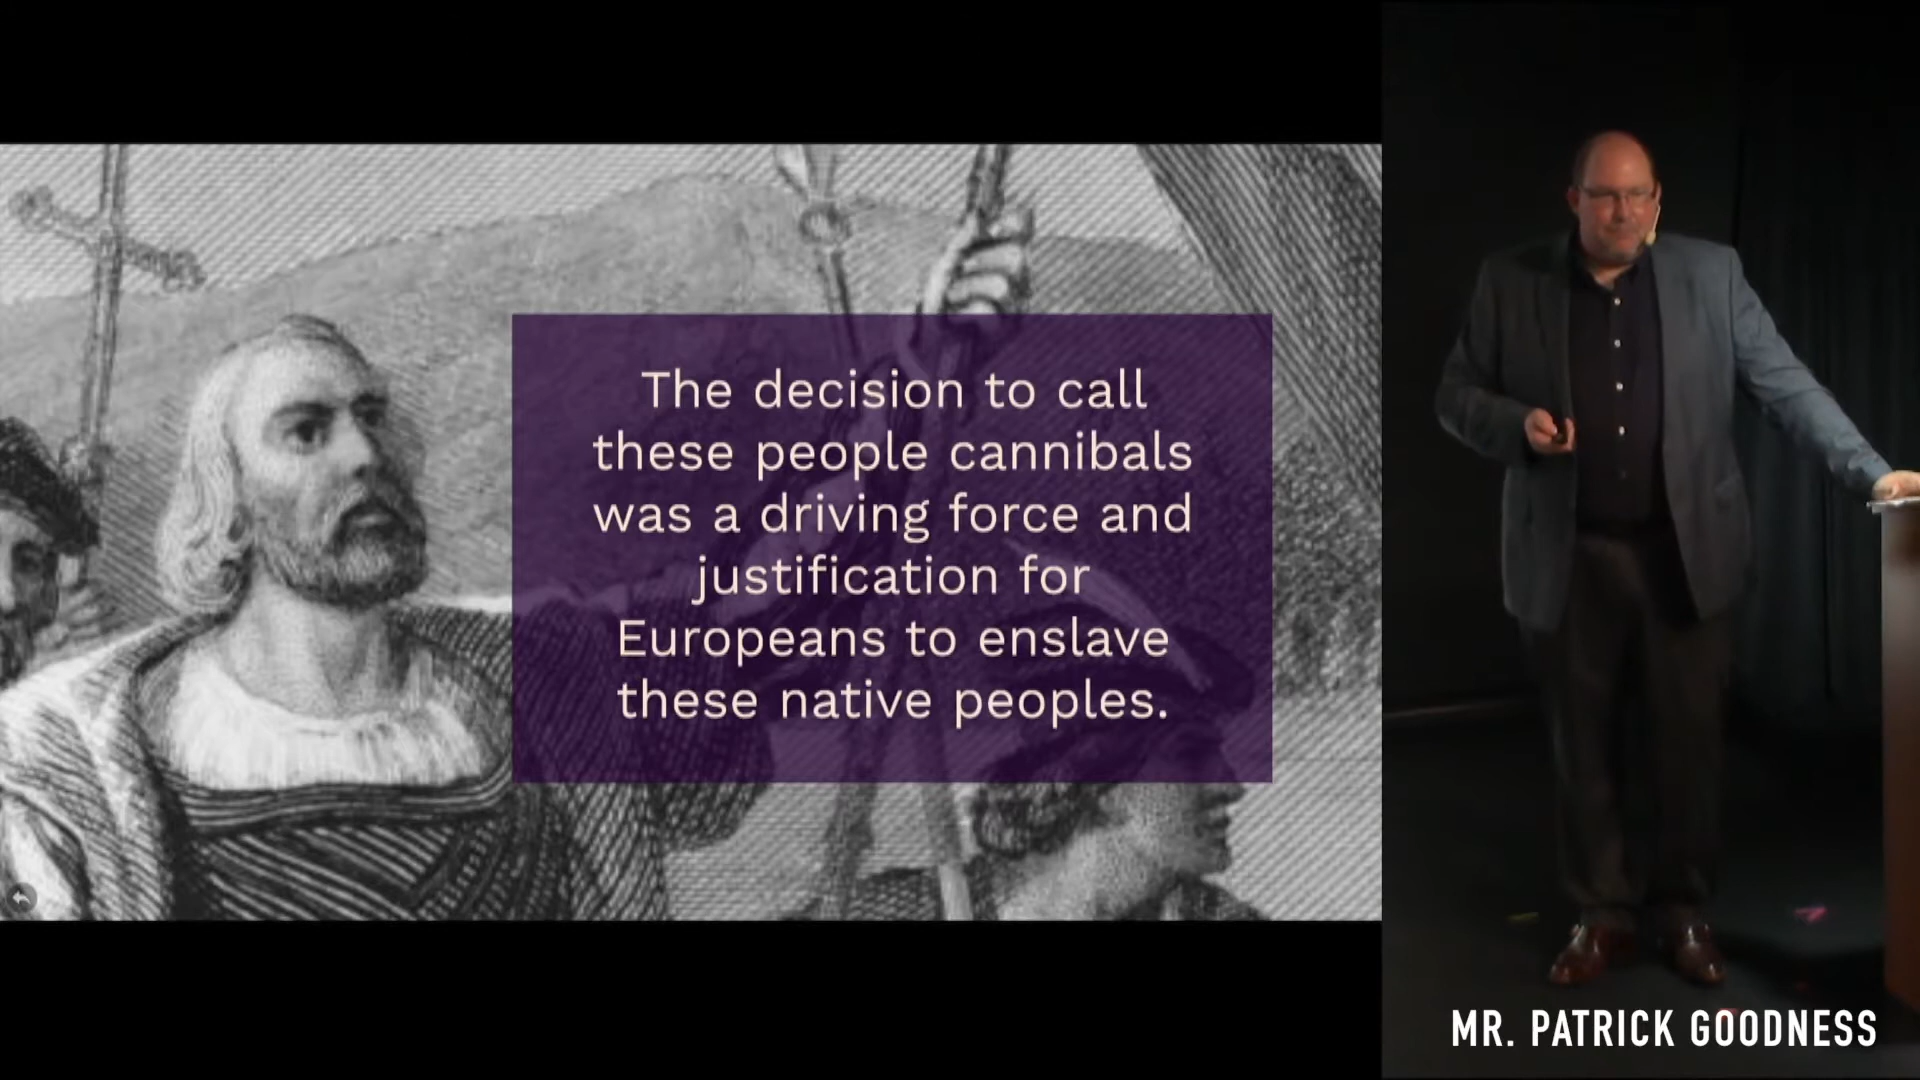 The decision to call
these people cannibals
was a driving force and
justification for
Europeans to enslave
these native peoples.
MR. PATRICK GOODNESS